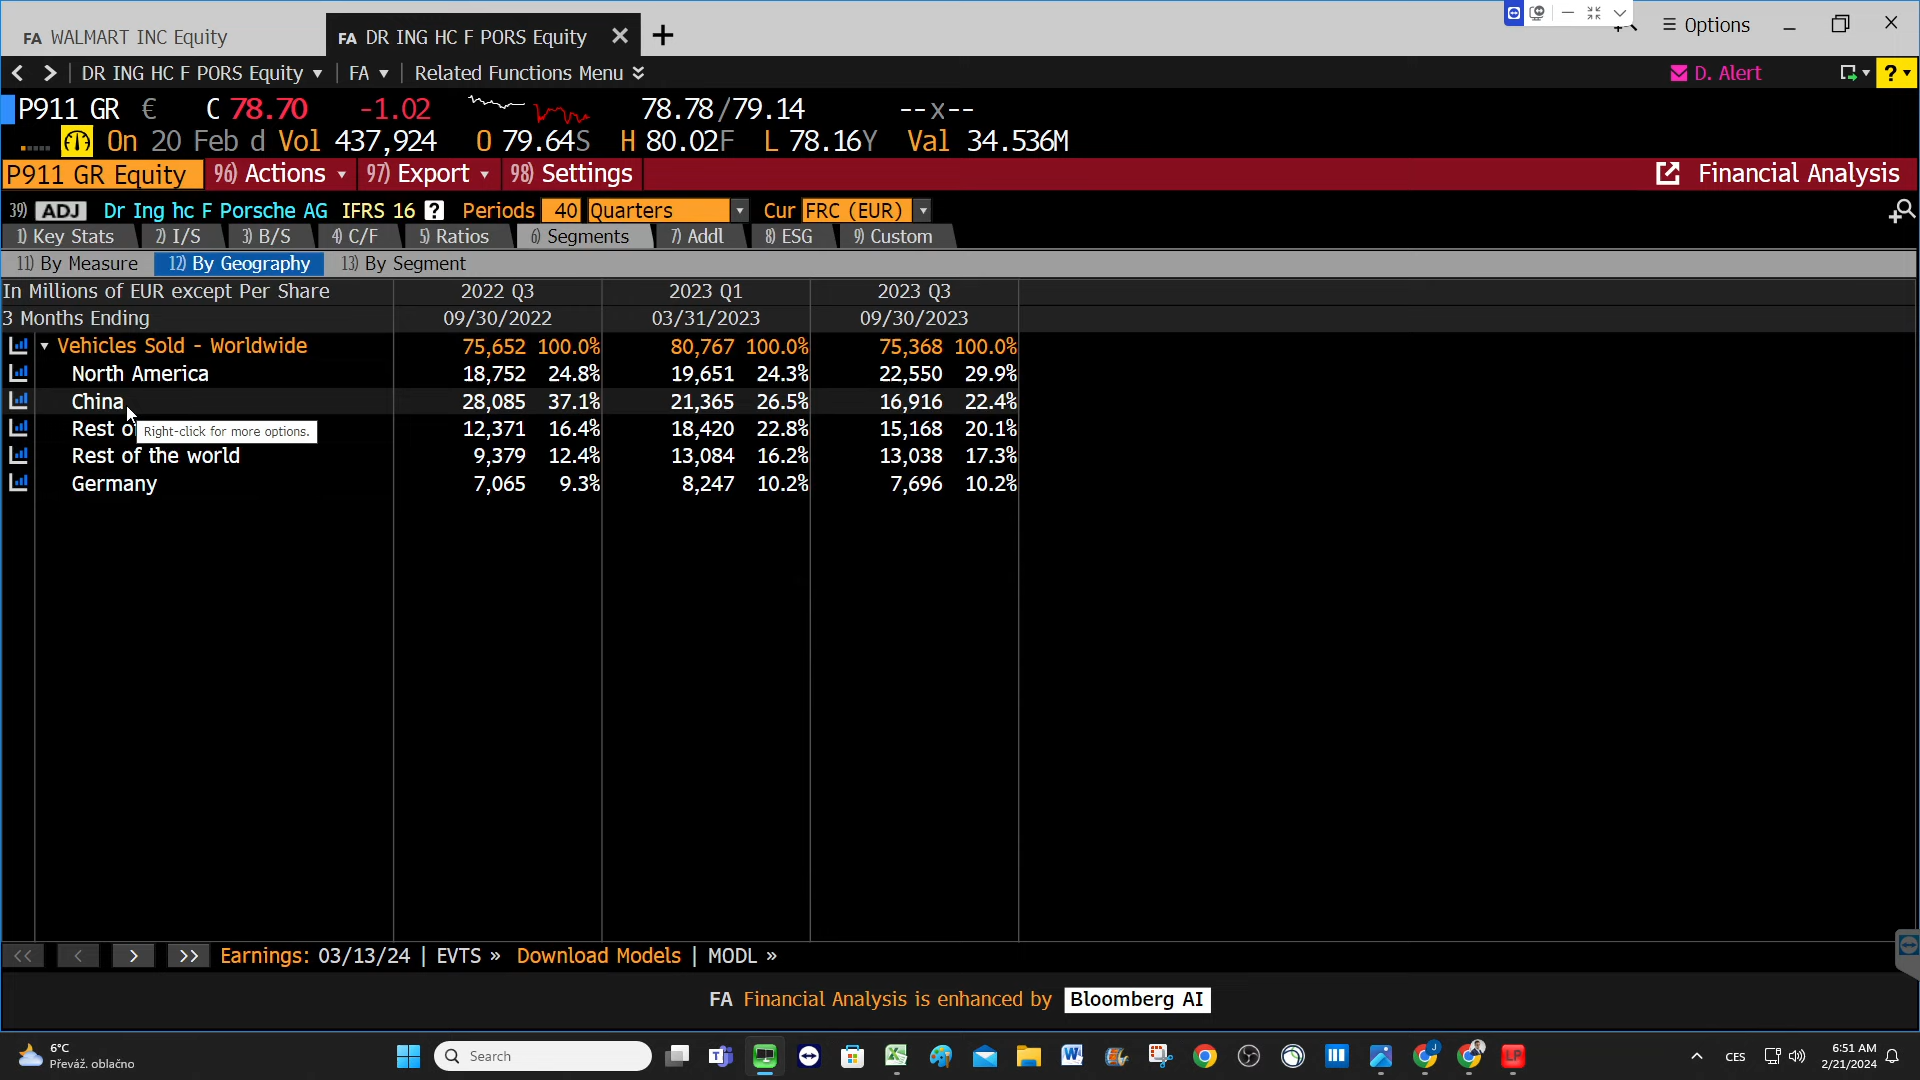 FA WALMART INC Equity
FA DR ING HC F PORS Equity
Options
DR ING HC F PORS Equity
FA
Related Functions Menu
D. Alert
?
P911 GR € C 78.70 -1.02 78.78/79.14 --x--
On 20 Feb d Vol 437,924 O 79.64S H 80.02F L 78.16Y Val 34.536M
P911 GR Equity 96) Actions 97) Export 98) Settings Financial Analysis
39) ADJ Dr Ing hc F Porsche AG IFRS 16 ? Periods 40 Quarters Cur FRC (EUR)
1) Key Stats 2) I/S 3) B/S 4) C/F 5) Ratios 6) Segments 7) Addl 8) ESG 9) Custom
11) By Measure 12) By Geography 13) By Segment
In Millions of EUR except Per Share 2022 Q3 2023 Q1 2023 Q3
3 Months Ending 09/30/2022 03/31/2023 09/30/2023
Vehicles Sold - Worldwide 75,652 100.0% 80,767 100.0% 75,368 100.0%
North America 18,752 24.8% 19,651 24.3% 22,550 29.9%
China 28,085 37.1% 21,365 26.5% 16,916 22.4%
Rest 12,371 16.4% 18,420 22.8% 15,168 20.1%
Right-click for more options.
Rest of the world 9,379 12.4% 13,084 16.2% 13,038 17.3%
Germany 7,065 9.3% 8,247 10.2% 7,696 10.2%
<< < > >> Earnings: 03/13/24 | EVTS » Download Models | MODL »
FA Financial Analysis is enhanced by Bloomberg AI
6°C
Převáž. oblačno
Search
CES
6:51 AM
2/21/2024